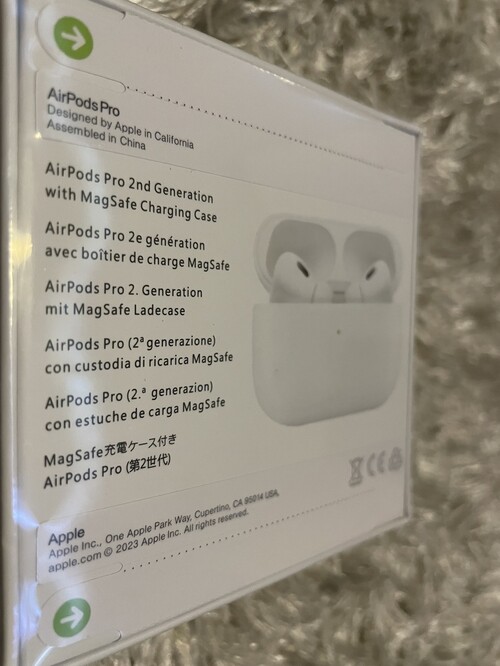 AirPods Pro
Designed by Apple in California
Assembled in China
AirPods Pro 2nd Generation
with MagSafe Charging Case
AirPods Pro 2e génération
avec boîtier de charge MagSafe
AirPods Pro 2. Generation
mit MagSafe Ladecase
AirPods Pro (2ª generazione)
con custodia di ricarica MagSafe
AirPods Pro (2.ª generazion)
con estuche de carga MagSafe
MagSafe充電ケース付き
AirPods Pro (第2世代)
Apple
Apple Inc., One Apple Park Way, Cupertino, CA 95014 USA,
apple.com © 2023 Apple Inc. All rights reserved.
CE